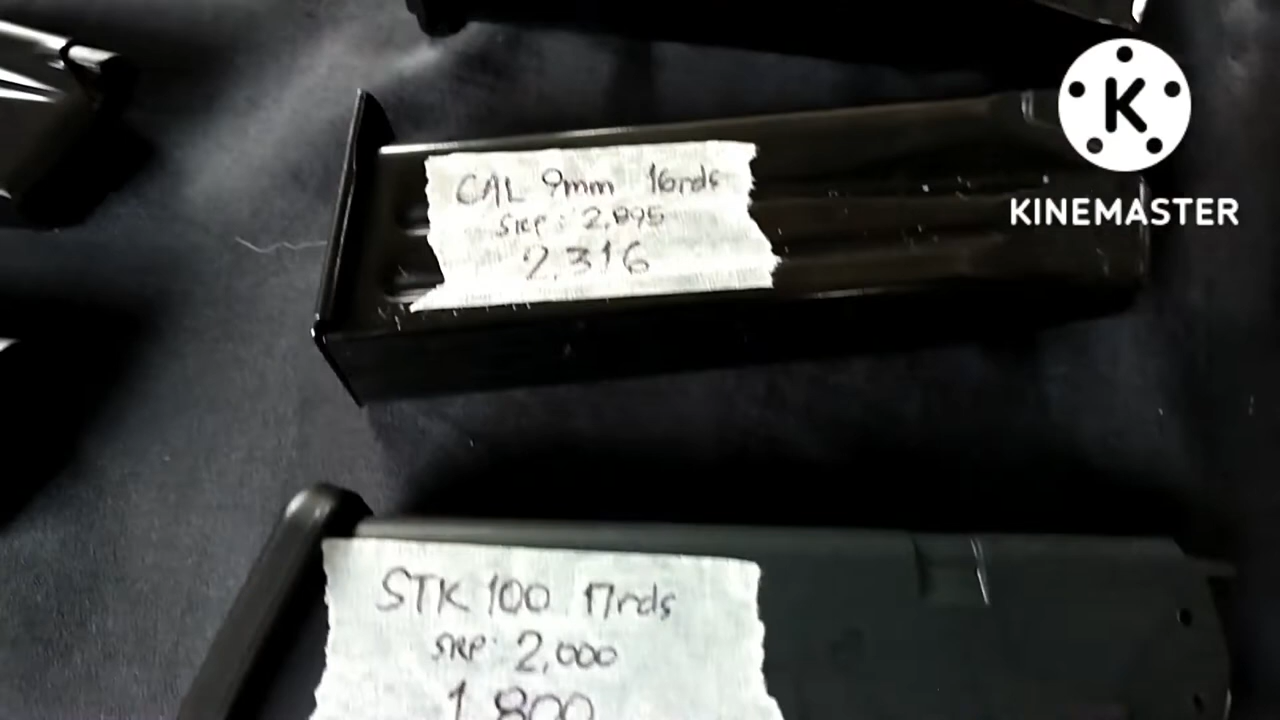 CAL 9mm 16rds
SRP: 2,895
2,316
STK 100 17rds
SRP: 2,000
1,800
K
KINEMASTER